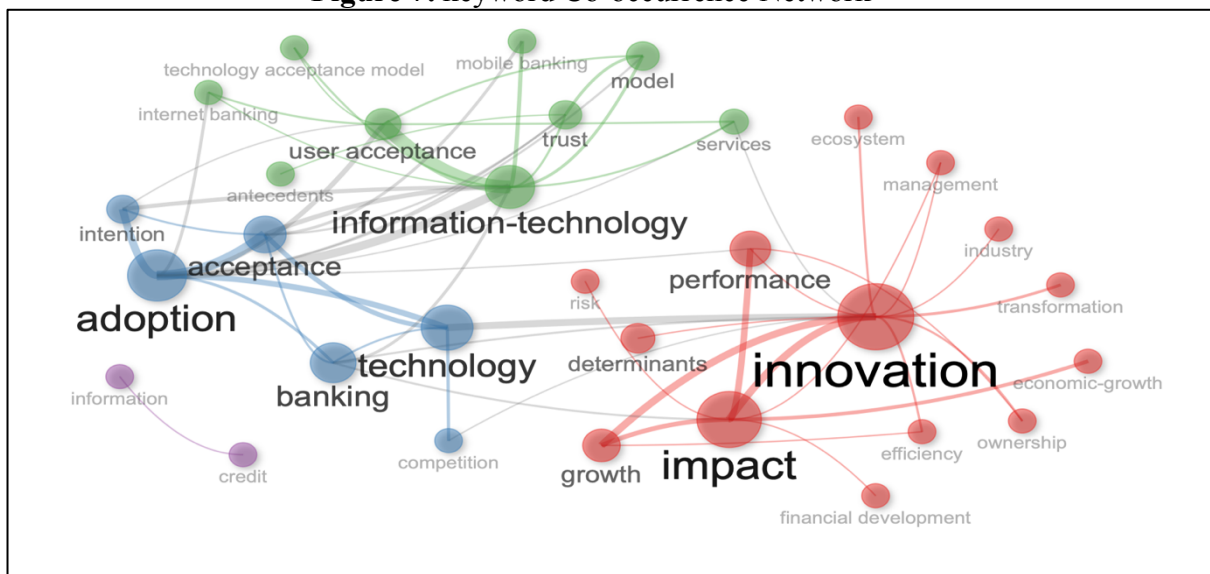 technology acceptance model
mobile banking
model
internet banking
ecosystem
user acceptance
trust
services
management
antecedents
information-technology
intention
industry
acceptance
performance
adoption
risk
transformation
technology
determinants
innovation
banking
economic-growth
information
competition
growth
impact
efficiency
ownership
credit
financial development